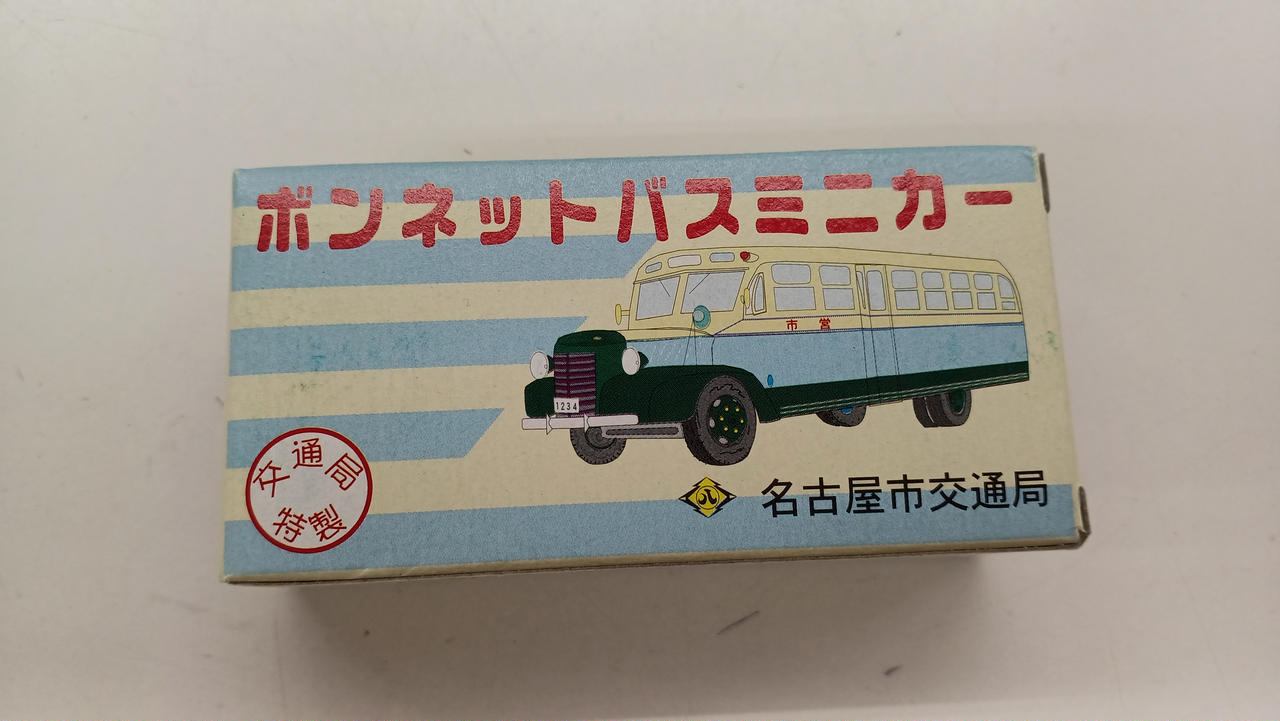 ボンネットバスミニカー
市営
1234
交通局
特製
八
名古屋市交通局